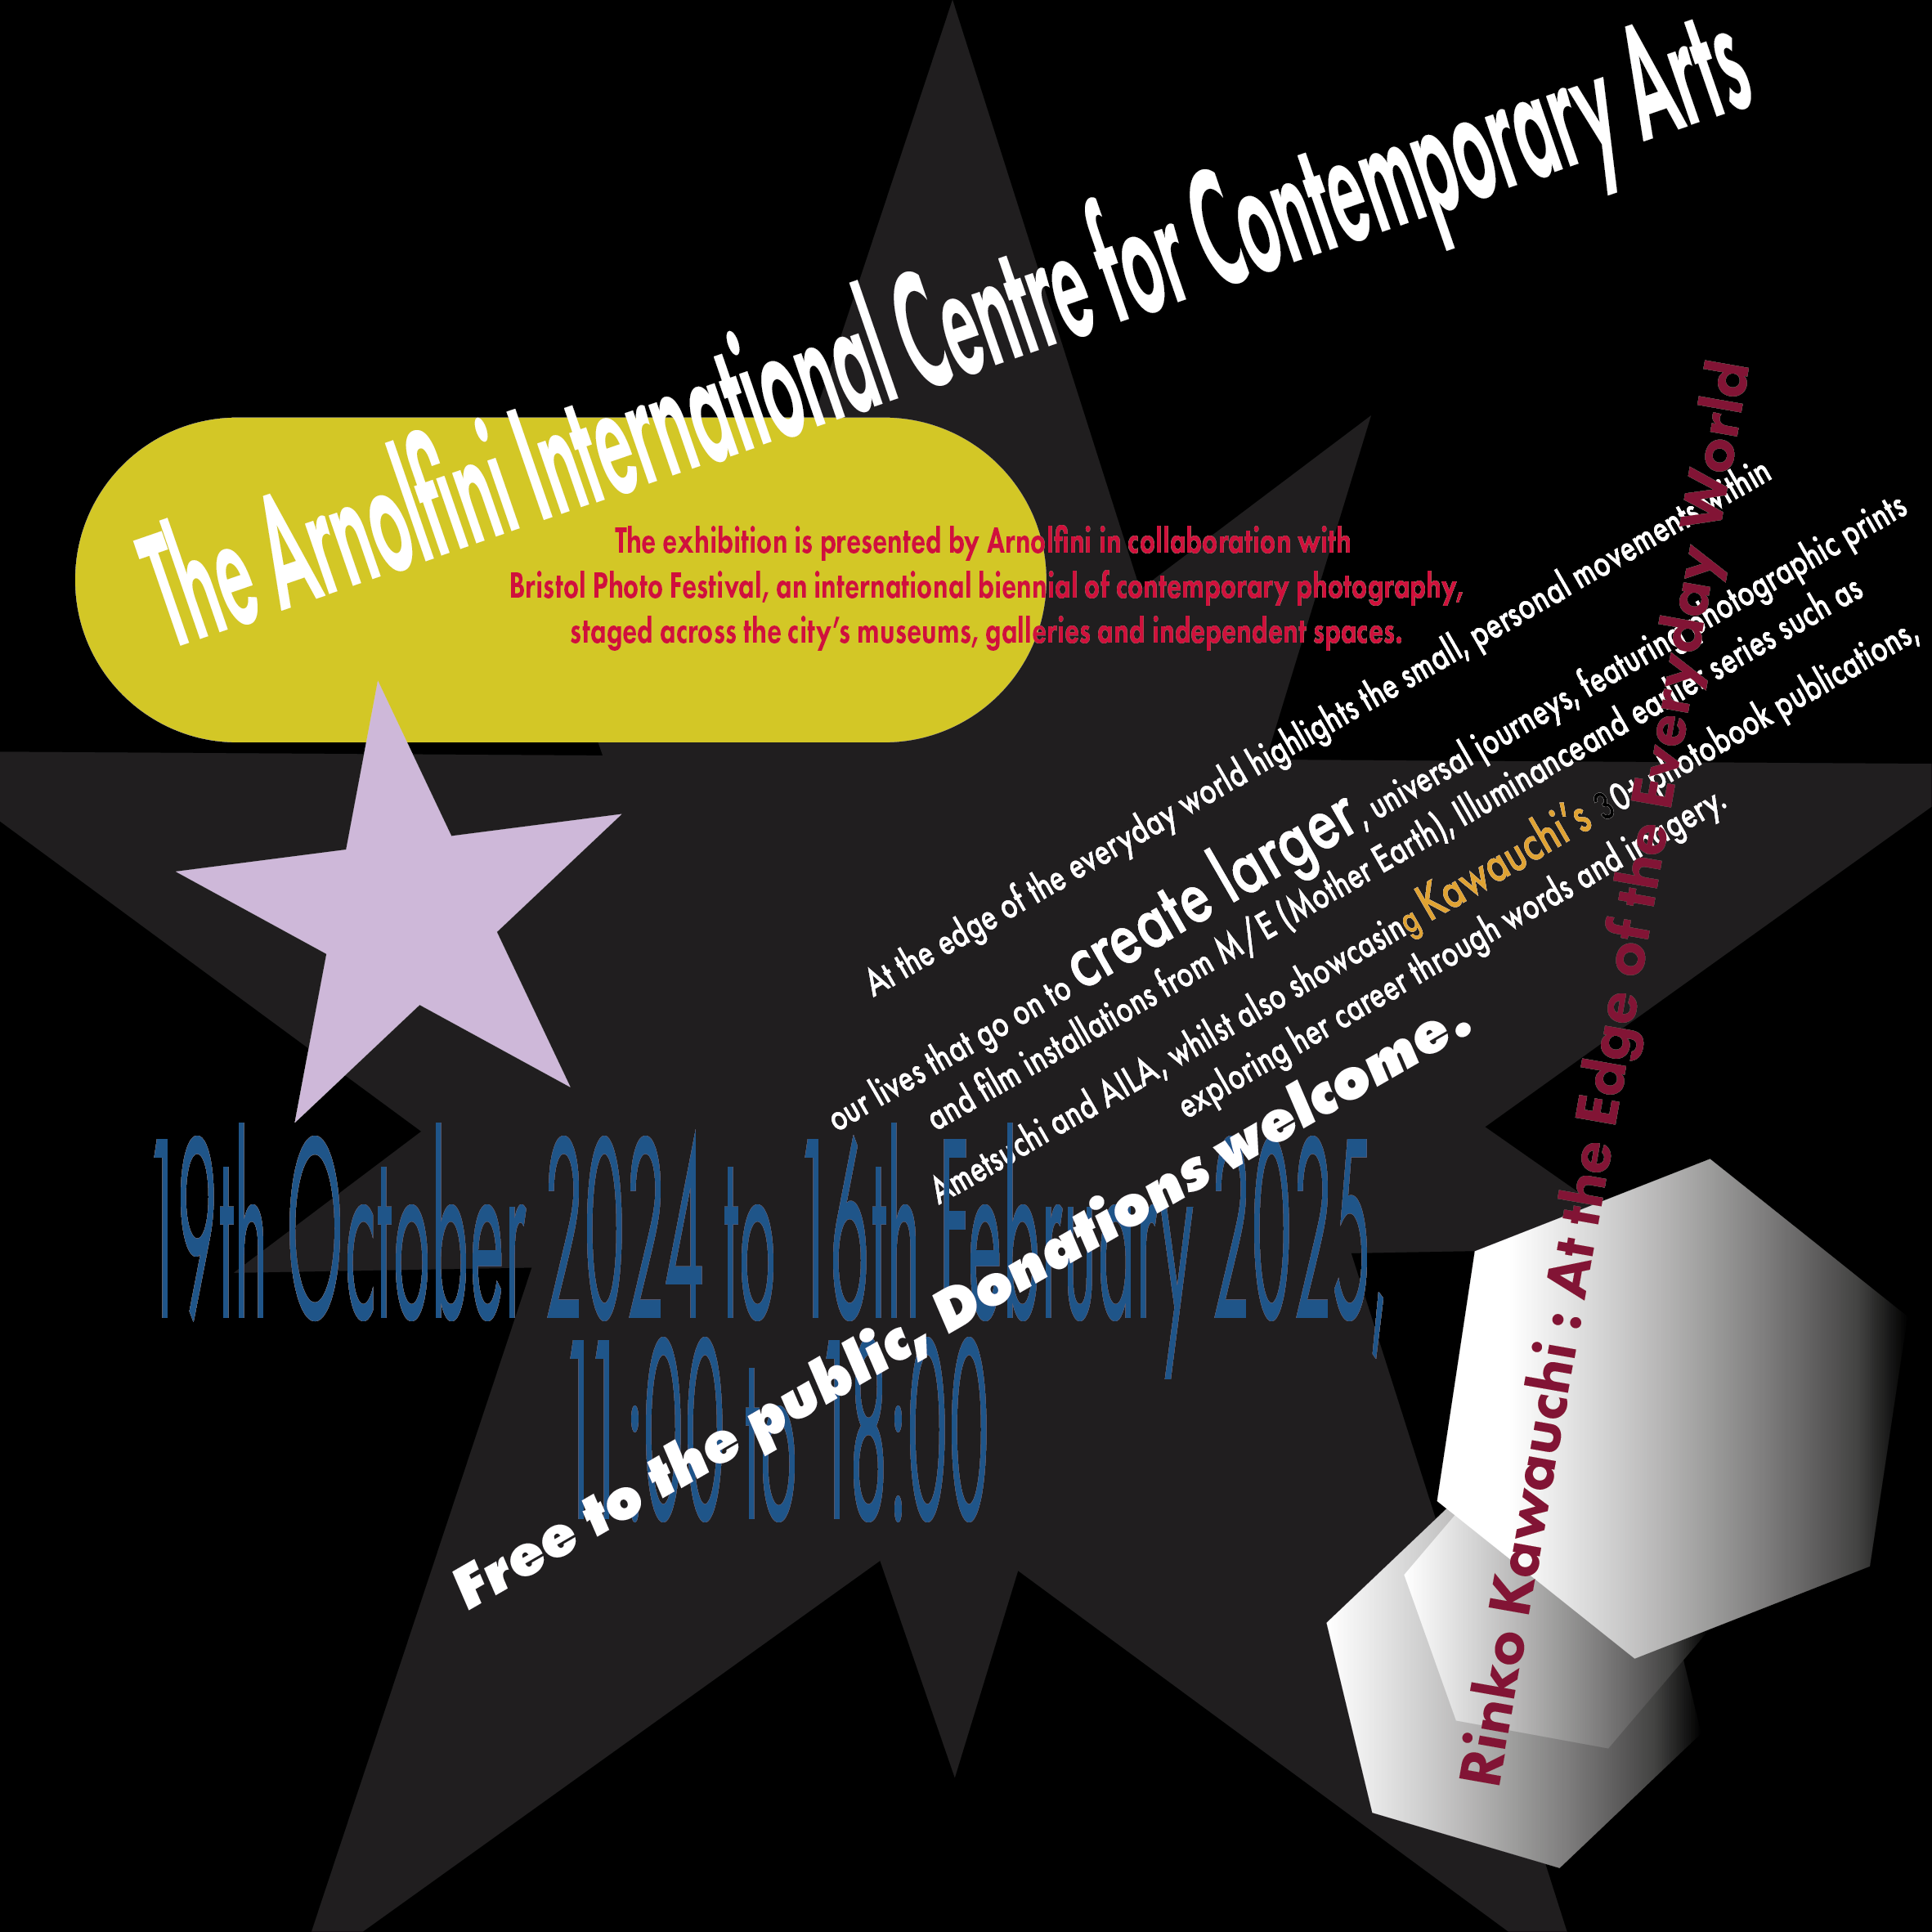 The Arnolfini International Centre for Contemporary Arts
The exhibition is presented by Arnolfini in collaboration with
Bristol Photo Festival, an international biennial of contemporary photography,
staged across the city’s museums, galleries and independent spaces.
At the edge of the everyday world highlights the small, personal movements within
our lives that go on to create larger, universal journeys, featuring photographic prints
and film installations from M/E (Mother Earth), Illuminanceand earlier series such as
Ametsuchi and AILA, whilst also showcasing Kawauchi's 30+ photobook publications,
exploring her career through words and imagery.
Rinko Kawauchi : At the Edge of the Everyday World
19th October 2024 to 16th February 2025,
11:00 to 18:00
Free to the public, Donations welcome.